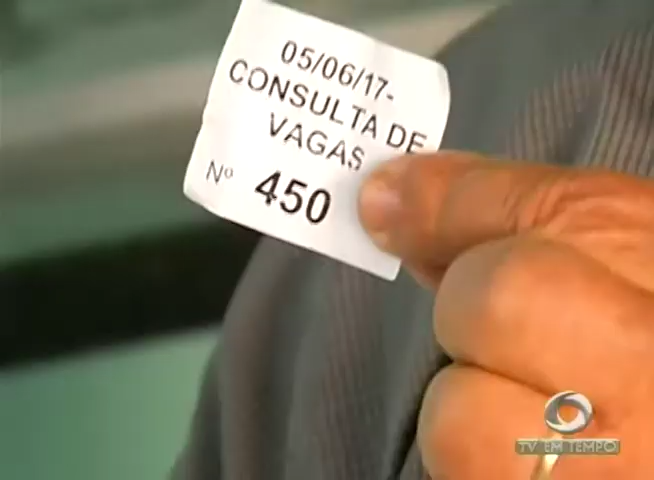 05/06/17-
CONSULTA DE
VAGAS
Nº 450
TV EM TEMPO